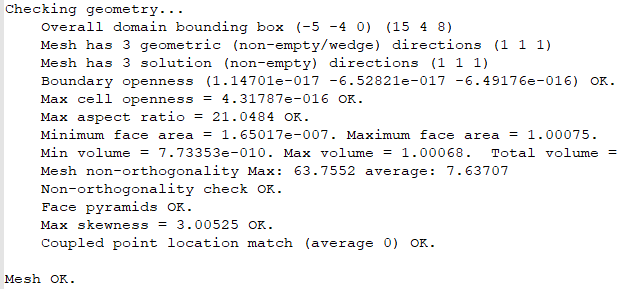 Checking geometry...
Overall domain bounding box (-5 -4 0) (15 4 8)
Mesh has 3 geometric (non-empty/wedge) directions (1 1 1)
Mesh has 3 solution (non-empty) directions (1 1 1)
Boundary openness (1.14701e-017 -6.52821e-017 -6.49176e-016) OK.
Max cell openness = 4.31787e-016 OK.
Max aspect ratio = 21.0484 OK.
Minimum face area = 1.65017e-007. Maximum face area = 1.00075.
Min volume = 7.73353e-010. Max volume = 1.00068.  Total volume =
Mesh non-orthogonality Max: 63.7552 average: 7.63707
Non-orthogonality check OK.
Face pyramids OK.
Max skewness = 3.00525 OK.
Coupled point location match (average 0) OK.
Mesh OK.